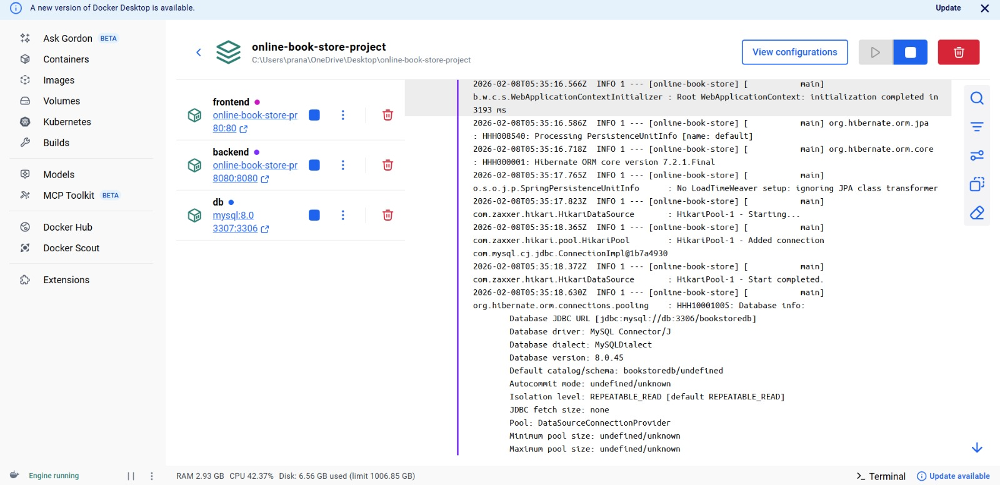 A new version of Docker Desktop is available.
Update
Ask Gordon BETA
Containers
Images
Volumes
Kubernetes
Builds
Models
MCP Toolkit BETA
Docker Hub
Docker Scout
Extensions
online-book-store-project
C:\Users\prana\OneDrive\Desktop\online-book-store-project
View configurations
frontend
online-book-store-pr
80:80
backend
online-book-store-pr
8080:8080
db
mysql:8.0
3307:3306
2026-02-08T05:35:16.566Z  INFO 1 --- [online-book-store] [           main]
b.w.c.s.WebApplicationContextInitializer : Root WebApplicationContext: initialization completed in
3193 ms
2026-02-08T05:35:16.586Z  INFO 1 --- [online-book-store] [           main] org.hibernate.orm.jpa
: HHH008540: Processing PersistenceUnitInfo [name: default]
2026-02-08T05:35:16.718Z  INFO 1 --- [online-book-store] [           main] org.hibernate.orm.core
: HHH000001: Hibernate ORM core version 7.2.1.Final
2026-02-08T05:35:17.765Z  INFO 1 --- [online-book-store] [           main]
o.s.o.j.p.SpringPersistenceUnitInfo      : No LoadTimeWeaver setup: ignoring JPA class transformer
2026-02-08T05:35:17.823Z  INFO 1 --- [online-book-store] [           main]
com.zaxxer.hikari.HikariDataSource       : HikariPool-1 - Starting...
2026-02-08T05:35:18.365Z  INFO 1 --- [online-book-store] [           main]
com.zaxxer.hikari.pool.HikariPool        : HikariPool-1 - Added connection
com.mysql.cj.jdbc.ConnectionImpl@1b7a4930
2026-02-08T05:35:18.372Z  INFO 1 --- [online-book-store] [           main]
com.zaxxer.hikari.HikariDataSource       : HikariPool-1 - Start completed.
2026-02-08T05:35:18.630Z  INFO 1 --- [online-book-store] [           main]
org.hibernate.orm.connections.pooling    : HHH10001005: Database info:
Database JDBC URL [jdbc:mysql://db:3306/bookstoredb]
Database driver: MySQL Connector/J
Database dialect: MySQLDialect
Database version: 8.0.45
Default catalog/schema: bookstoredb/undefined
Autocommit mode: undefined/unknown
Isolation level: REPEATABLE_READ [default REPEATABLE_READ]
JDBC fetch size: none
Pool: DataSourceConnectionProvider
Minimum pool size: undefined/unknown
Maximum pool size: undefined/unknown
Engine running
RAM 2.93 GB  CPU 42.37%  Disk: 6.56 GB used (limit 1006.85 GB)
Terminal
Update available